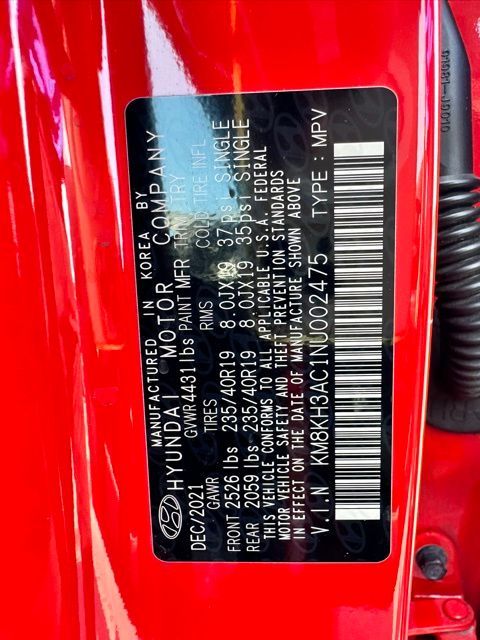 MANUFACTURED IN KOREA BY
HYUNDAI MOTOR COMPANY
DEC/2021 GVWR 4431 lbs PAINT MFR TRN TRY
GAWR TIRES RIMS COLD TIRE INFL
FRONT 2526 lbs 235/40R19 8.0JX19 37psi SINGLE
REAR 2059 lbs 235/40R19 8.0JX19 35psi SINGLE
THIS VEHICLE CONFORMS TO ALL APPLICABLE U.S.A. FEDERAL
MOTOR VEHICLE SAFETY AND THEFT PREVENTION STANDARDS
IN EFFECT ON THE DATE OF MANUFACTURE SHOWN ABOVE
V.I.N KM8KH3AC1NU002475 TYPE : MPV